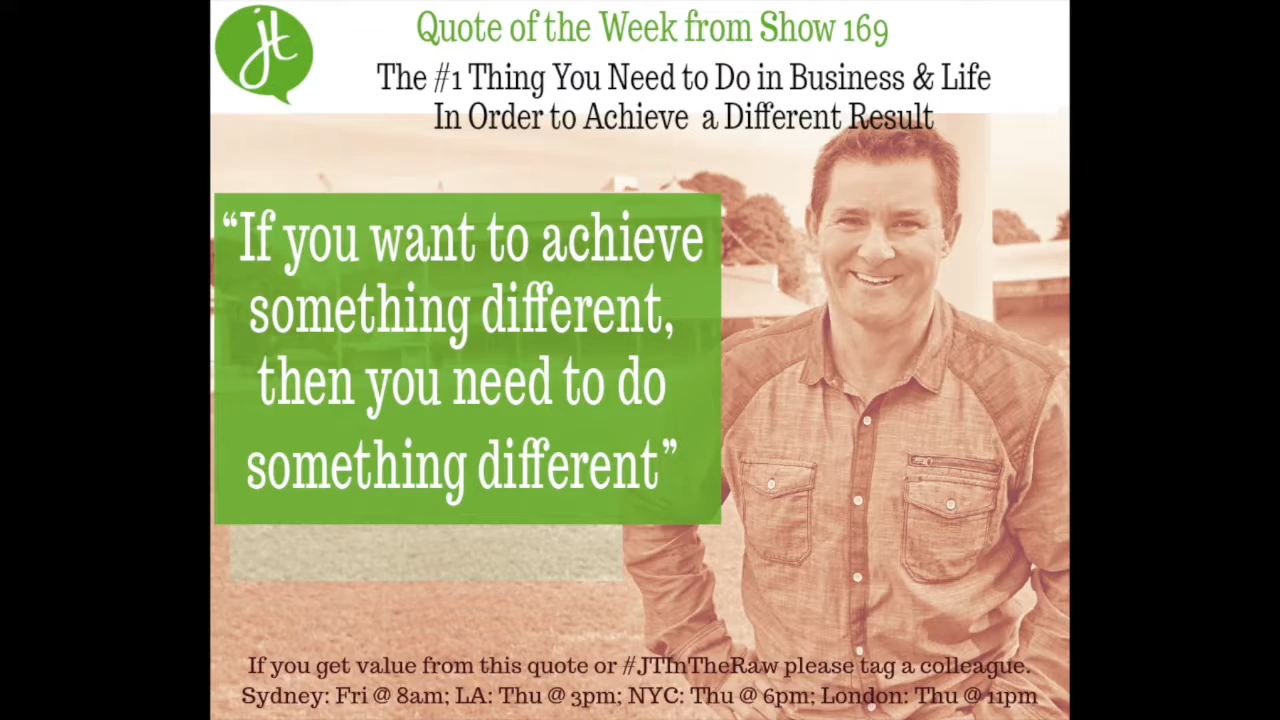 jt
Quote of the Week from Show 169
The #1 Thing You Need to Do in Business & Life
In Order to Achieve a Different Result
“If you want to achieve
something different,
then you need to do
something different”
If you get value from this quote or #JTInTheRaw please tag a colleague.
Sydney: Fri @ 8am; LA: Thu @ 3pm; NYC: Thu @ 6pm; London: Thu @ 11pm